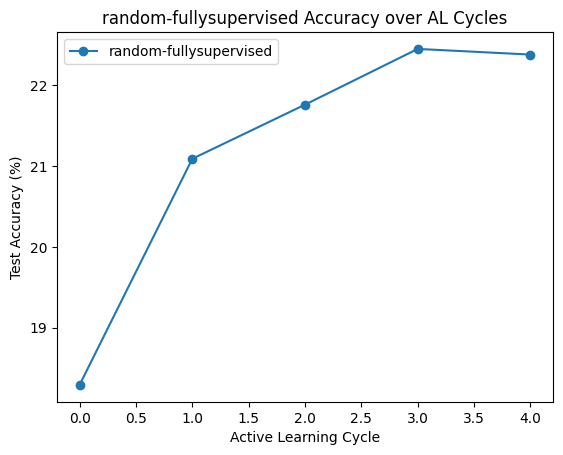 random-fullysupervised Accuracy over AL Cycles
random-fullysupervised
22
21
20
19
Test Accuracy (%)
0.0 0.5 1.0 1.5 2.0 2.5 3.0 3.5 4.0
Active Learning Cycle